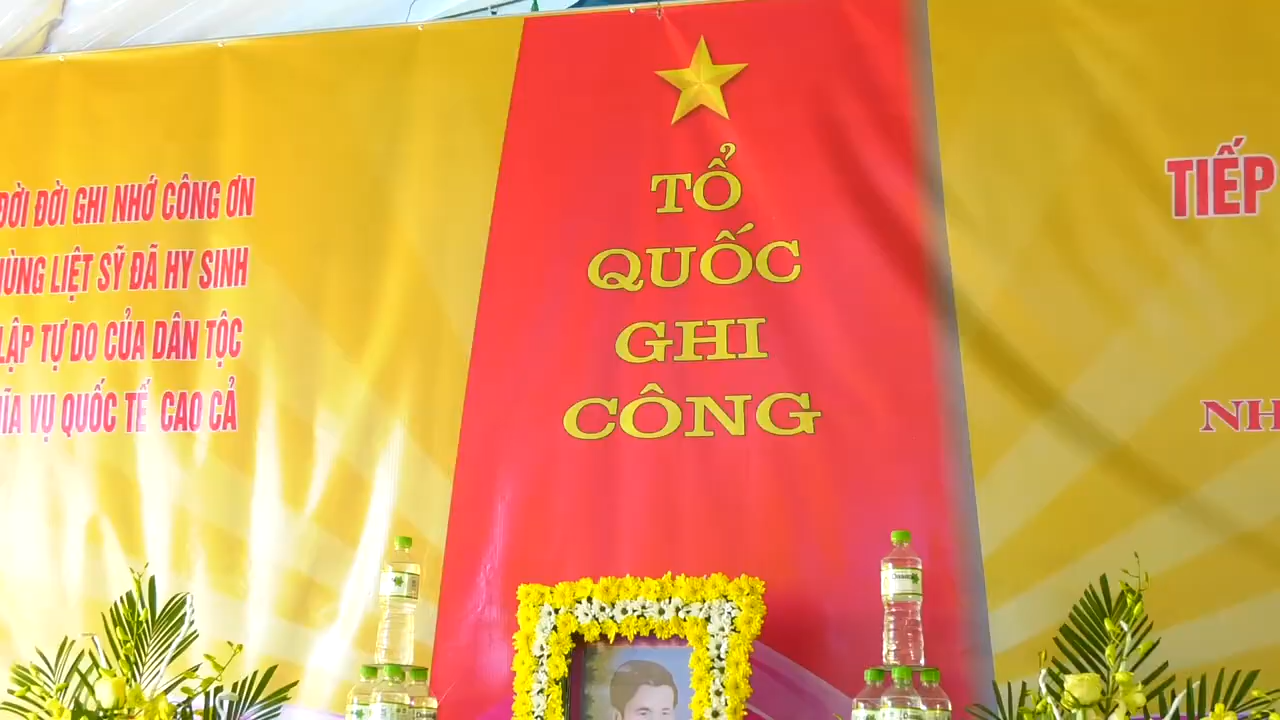 ĐỜI ĐỜI GHI NHỚ CÔNG ƠN
HÙNG LIỆT SỸ ĐÃ HY SINH
LẬP TỰ DO CỦA DÂN TỘC
VỤ QUỐC TẾ CAO CẢ
TỔ
QUỐC
GHI
CÔNG
TIẾP